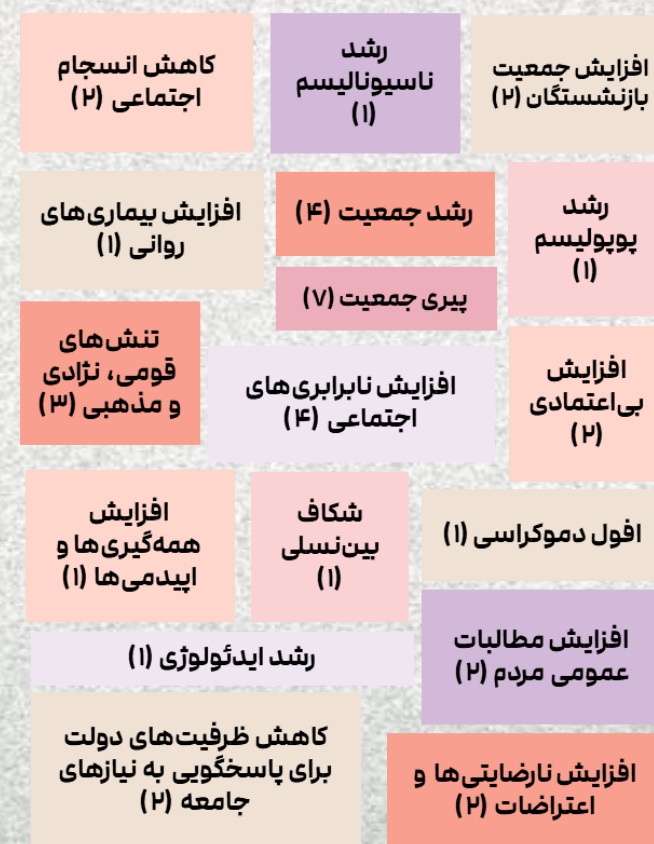 افزایش جمعیت
بازنشستگان (۲)
رشد
ناسیونالیسم
(۱)
کاهش انسجام
اجتماعی (۲)
رشد
پوپولیسم
(۱)
رشد جمعیت (۴)
افزایش بیماری‌های
روانی (۱)
پیری جمعیت (۷)
تنش‌های
قومی، نژادی
و مذهبی (۳)
افزایش
بی‌اعتمادی
(۲)
افزایش نابرابری‌های
اجتماعی (۴)
افول دموکراسی (۱)
شکاف
بین‌نسلی
(۱)
افزایش
همه‌گیری‌ها و
اپیدمی‌ها (۱)
افزایش مطالبات
عمومی مردم (۲)
رشد ایدئولوژی (۱)
کاهش ظرفیت‌های دولت
برای پاسخگویی به نیازهای
جامعه (۲)
افزایش نارضایتی‌ها و
اعتراضات (۲)